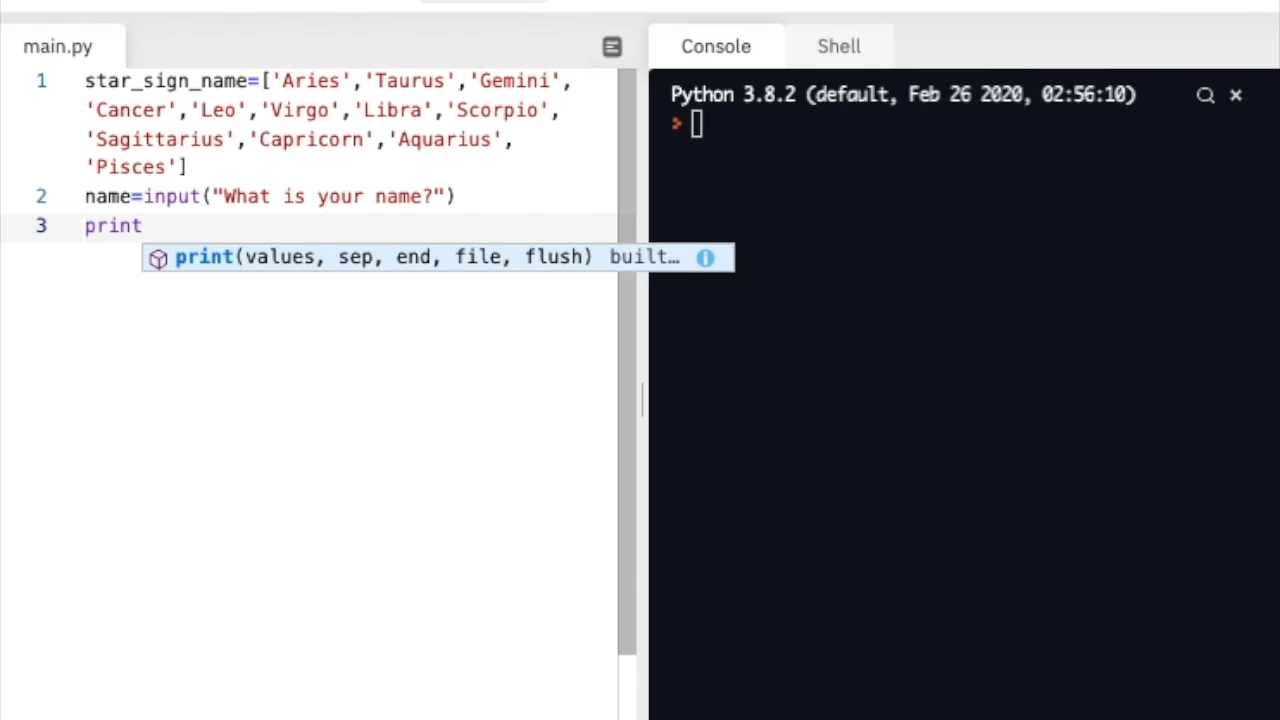 main.py
1 star_sign_name=['Aries','Taurus','Gemini',
'Cancer','Leo','Virgo','Libra','Scorpio',
'Sagittarius','Capricorn','Aquarius',
'Pisces']
2 name=input("What is your name?")
3 print
print(values, sep, end, file, flush) built…
Console Shell
Python 3.8.2 (default, Feb 26 2020, 02:56:10)
>